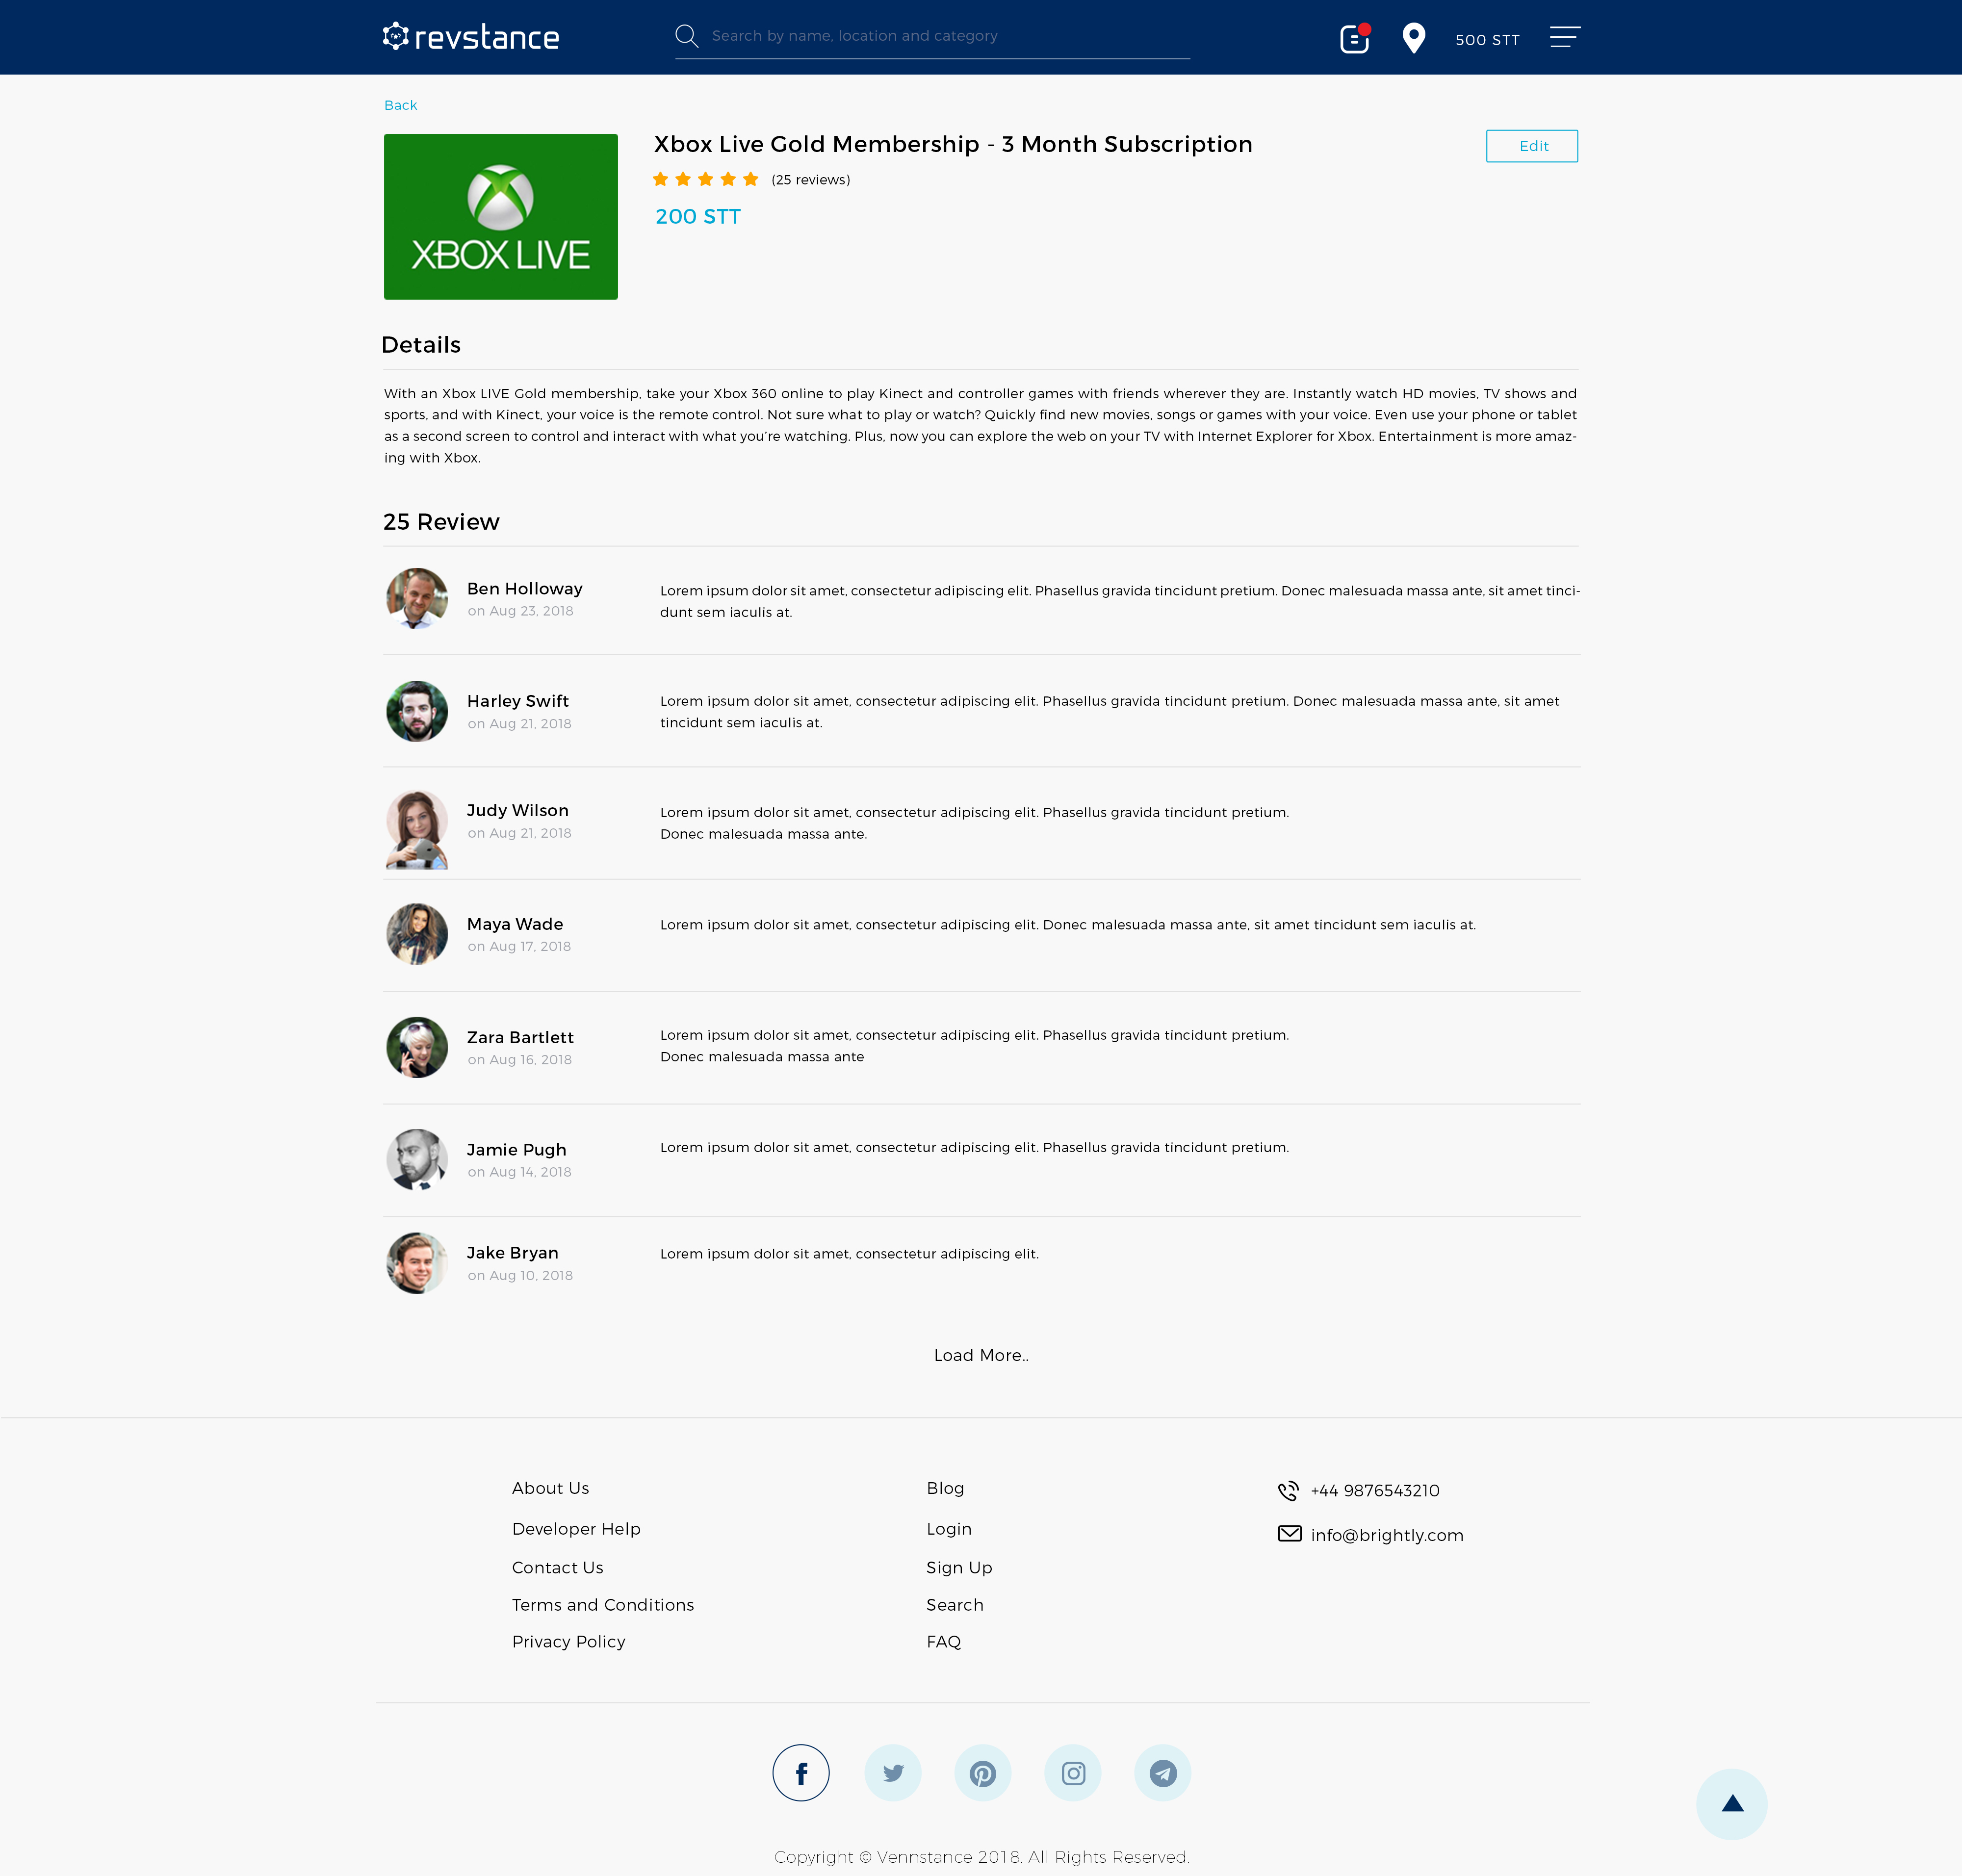 revstance
Search by name, location and category
500 STT
Back
XBOX LIVE
Xbox Live Gold Membership - 3 Month Subscription
(25 reviews)
200 STT
Edit
Details
With an Xbox LIVE Gold membership, take your Xbox 360 online to play Kinect and controller games with friends wherever they are. Instantly watch HD movies, TV shows and
sports, and with Kinect, your voice is the remote control. Not sure what to play or watch? Quickly find new movies, songs or games with your voice. Even use your phone or tablet
as a second screen to control and interact with what you're watching. Plus, now you can explore the web on your TV with Internet Explorer for Xbox. Entertainment is more amaz-
ing with Xbox.
25 Review
Ben Holloway
on Aug 23, 2018
Lorem ipsum dolor sit amet, consectetur adipiscing elit. Phasellus gravida tincidunt pretium. Donec malesuada massa ante, sit amet tinci-
dunt sem iaculis at.
Harley Swift
on Aug 21, 2018
Lorem ipsum dolor sit amet, consectetur adipiscing elit. Phasellus gravida tincidunt pretium. Donec malesuada massa ante, sit amet
tincidunt sem iaculis at.
Judy Wilson
on Aug 21, 2018
Lorem ipsum dolor sit amet, consectetur adipiscing elit. Phasellus gravida tincidunt pretium.
Donec malesuada massa ante.
Maya Wade
on Aug 17, 2018
Lorem ipsum dolor sit amet, consectetur adipiscing elit. Donec malesuada massa ante, sit amet tincidunt sem iaculis at.
Zara Bartlett
on Aug 16, 2018
Lorem ipsum dolor sit amet, consectetur adipiscing elit. Phasellus gravida tincidunt pretium.
Donec malesuada massa ante
Jamie Pugh
on Aug 14, 2018
Lorem ipsum dolor sit amet, consectetur adipiscing elit. Phasellus gravida tincidunt pretium.
Jake Bryan
on Aug 10, 2018
Lorem ipsum dolor sit amet, consectetur adipiscing elit.
Load More..
About Us
Developer Help
Contact Us
Terms and Conditions
Privacy Policy
Blog
Login
Sign Up
Search
FAQ
+44 9876543210
info@brightly.com
Copyright © Vennstance 2018. All Rights Reserved.